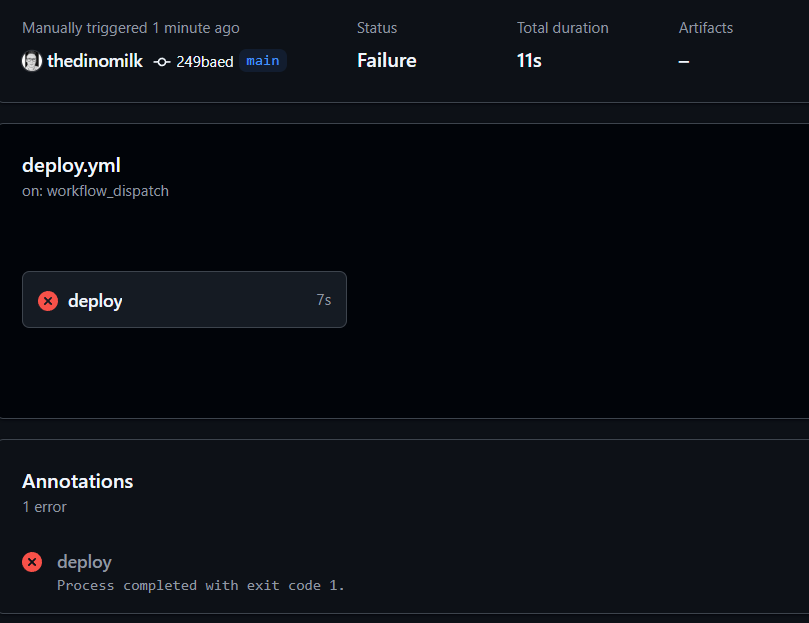 Manually triggered 1 minute ago
Status
Total duration
Artifacts
thedinomilk 249baed main
Failure
11s
–
deploy.yml
on: workflow_dispatch
deploy 7s
Annotations
1 error
deploy
Process completed with exit code 1.